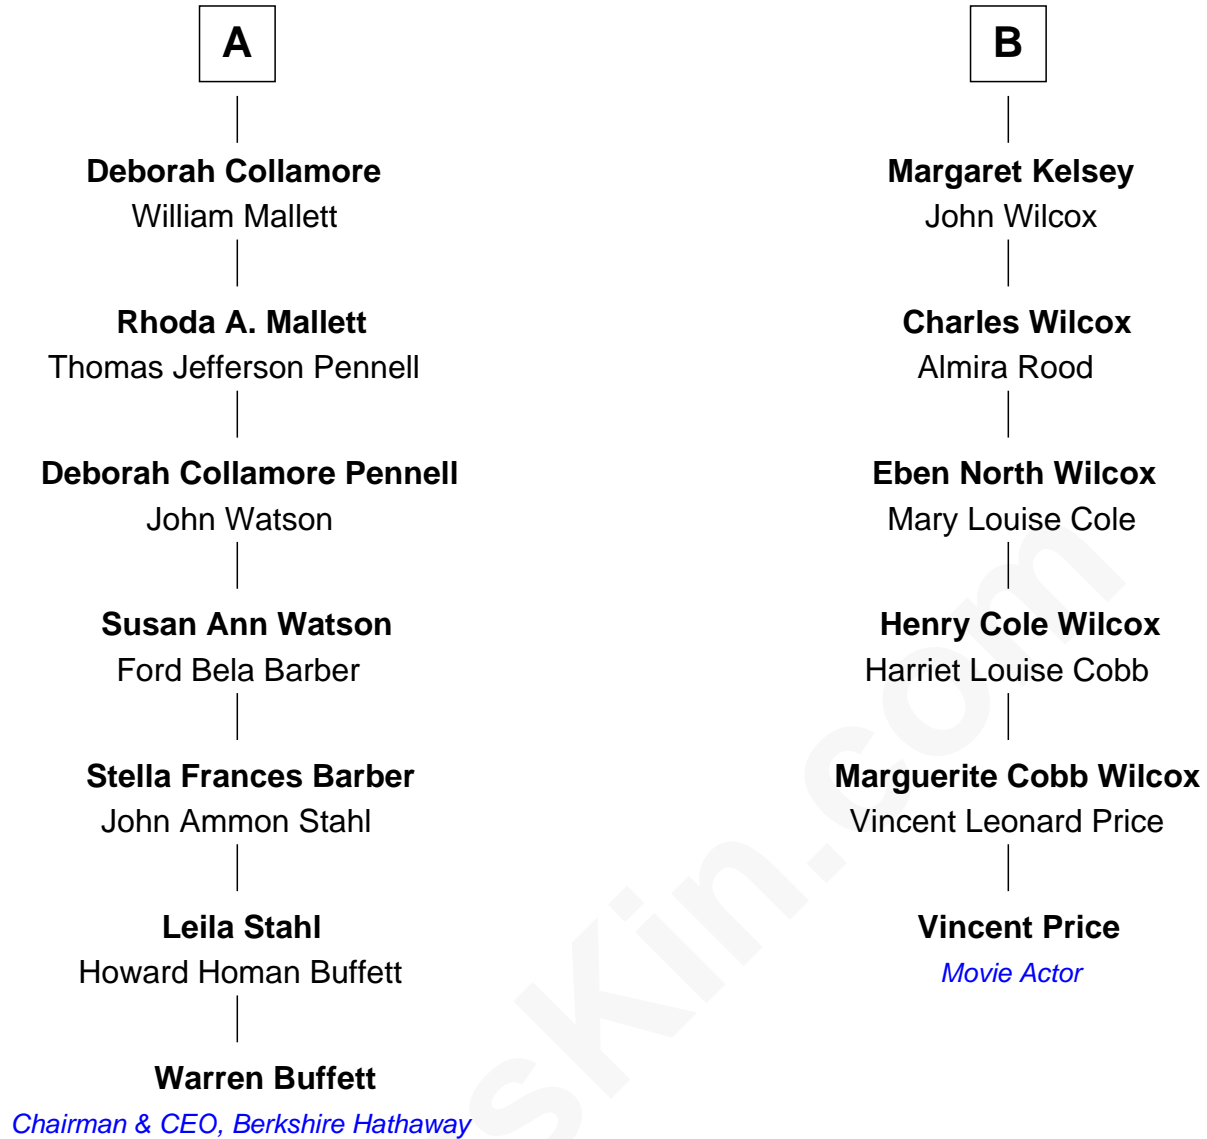 A
Deborah Collamore
William Mallett
Rhoda A. Mallett
Thomas Jefferson Pennell
Deborah Collamore Pennell
John Watson
Susan Ann Watson
Ford Bela Barber
Stella Frances Barber
John Ammon Stahl
Leila Stahl
Howard Homan Buffett
Warren Buffett
Chairman & CEO, Berkshire Hathaway
B
Margaret Kelsey
John Wilcox
Charles Wilcox
Almira Rood
Eben North Wilcox
Mary Louise Cole
Henry Cole Wilcox
Harriet Louise Cobb
Marguerite Cobb Wilcox
Vincent Leonard Price
Vincent Price
Movie Actor
sKin.com